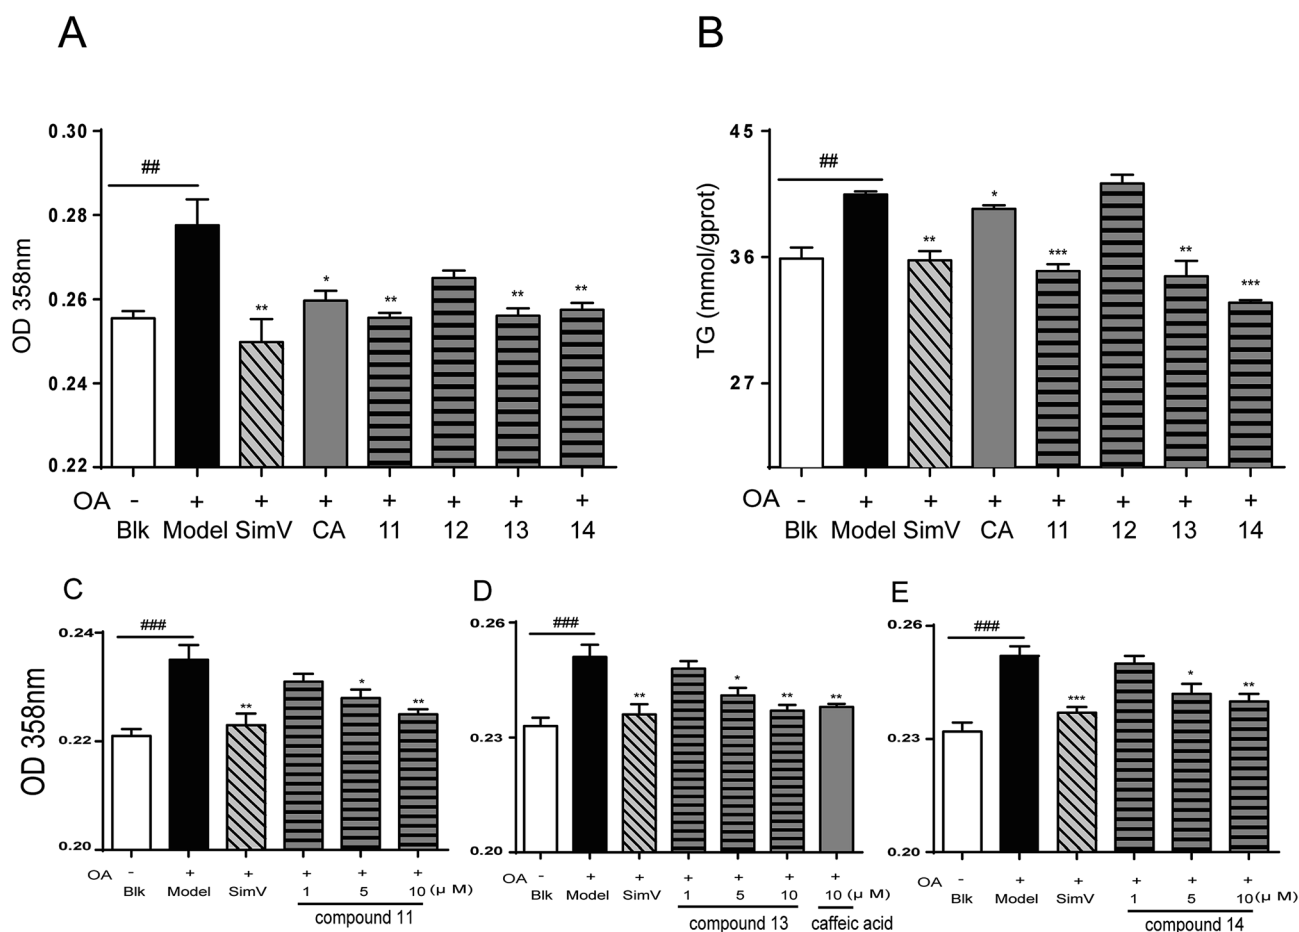 A
0.30
##
0.28
**
*
**
**
**
0.26
0.24
0.22
OD 358nm
OA - + + + + + + +
Blk Model SimV CA 11 12 13 14
B
45
##
*
**
***
**
***
36
27
TG (mmol/gprot)
OA - + + + + + + +
Blk Model SimV CA 11 12 13 14
C
0.24
###
**
*
**
0.22
0.20
OD 358nm
OA - + + + + +
Blk Model SimV 1 5 10 (μ M)
compound 11
D
0.26
###
**
*
**
**
0.23
0.20
OA - + + + + + +
Blk Model SimV 1 5 10 10 (μ M)
compound 13 caffeic acid
E
0.26
###
***
*
**
0.23
0.20
OA - + + + + +
Blk Model SimV 1 5 10 (μ M)
compound 14